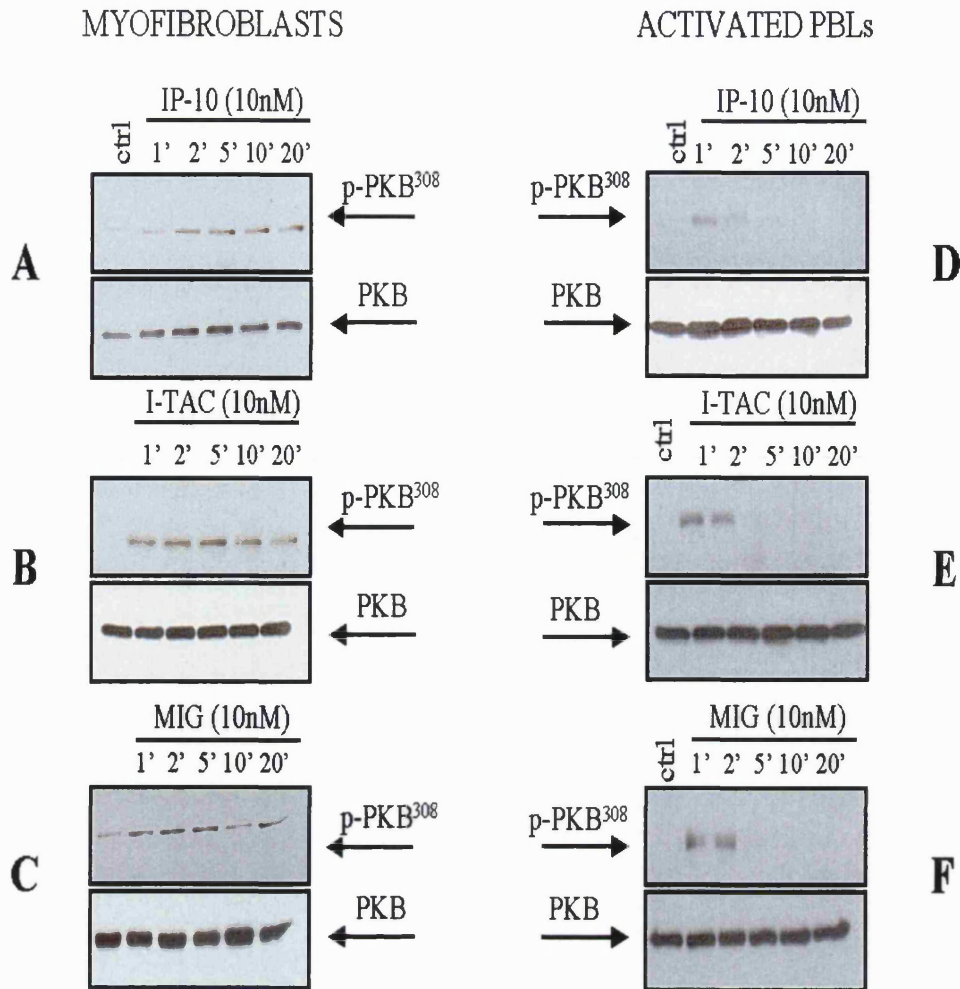 MYOFIBROBLASTS
ACTIVATED PBLs
IP-10 (10nM)
ctrl 1’ 2’ 5’ 10’ 20’
p-PKB³⁰⁸
A
PKB
I-TAC (10nM)
1’ 2’ 5’ 10’ 20’
p-PKB³⁰⁸
B
PKB
MIG (10nM)
1’ 2’ 5’ 10’ 20’
p-PKB³⁰⁸
C
PKB
IP-10 (10nM)
ctrl 1’ 2’ 5’ 10’ 20’
p-PKB³⁰⁸
D
PKB
I-TAC (10nM)
ctrl 1’ 2’ 5’ 10’ 20’
p-PKB³⁰⁸
E
PKB
MIG (10nM)
ctrl 1’ 2’ 5’ 10’ 20’
p-PKB³⁰⁸
F
PKB